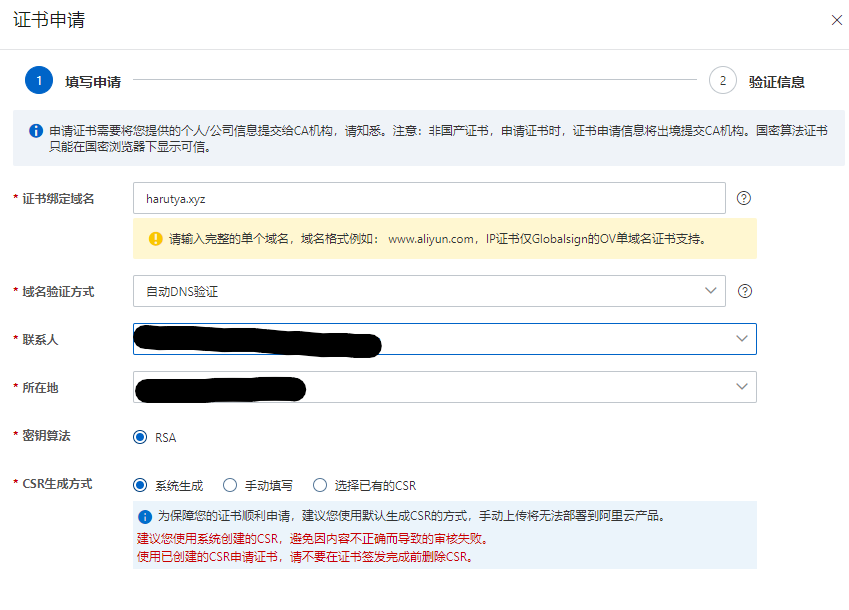 证书申请
1 填写申请
2 验证信息
申请证书需要将您提供的个人/公司信息提交给CA机构，请知悉。注意：非国产证书，申请证书时，证书申请信息将出境提交CA机构。国密算法证书
只能在国密浏览器下显示可信。
* 证书绑定域名 harutya.xyz
请输入完整的单个域名，域名格式例如： www.aliyun.com，IP证书仅Globalsign的OV单域名证书支持。
* 域名验证方式 自动DNS验证
* 联系人
* 所在地
* 密钥算法 RSA
* CSR生成方式 系统生成 手动填写 选择已有的CSR
为保障您的证书顺利申请，建议您使用默认生成CSR的方式，手动上传将无法部署到阿里云产品。
建议您使用系统创建的CSR，避免因内容不正确而导致的审核失败。
使用已创建的CSR申请证书，请不要在证书签发完成前删除CSR。